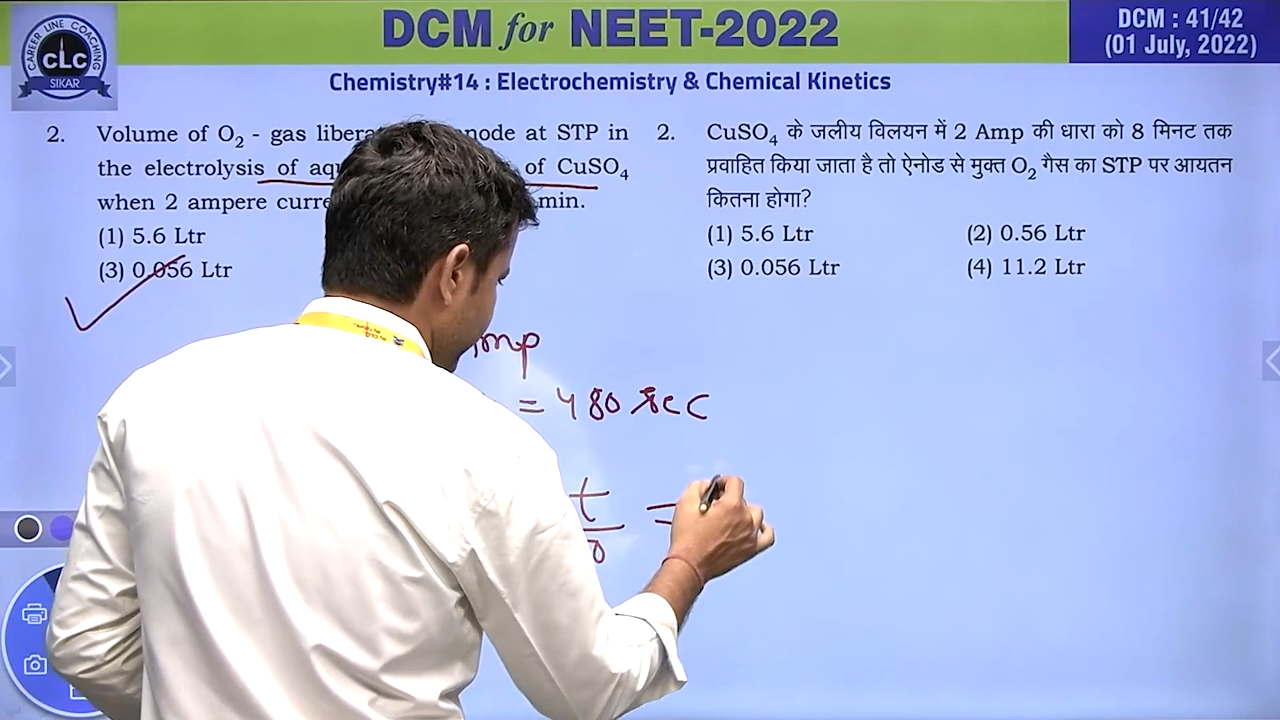 DCM for NEET-2022
DCM : 41/42
(01 July, 2022)
CAREER LINE COACHING
CLC
SIKAR
Chemistry#14 : Electrochemistry & Chemical Kinetics
2. Volume of O₂ - gas node at STP in
the electrolysis of of CuSO₄
when 2 ampere min.
(1) 5.6 Ltr
(3) 0.056 Ltr
2. CuSO₄ के जलीय विलयन में 2 Amp की धारा को 8 मिनट तक
प्रवाहित किया जाता है तो ऐनोड से मुक्त O₂ गैस का STP पर आयतन
कितना होगा?
(1) 5.6 Ltr (2) 0.56 Ltr
(3) 0.056 Ltr (4) 11.2 Ltr
amp
= 480 sec
t =
0